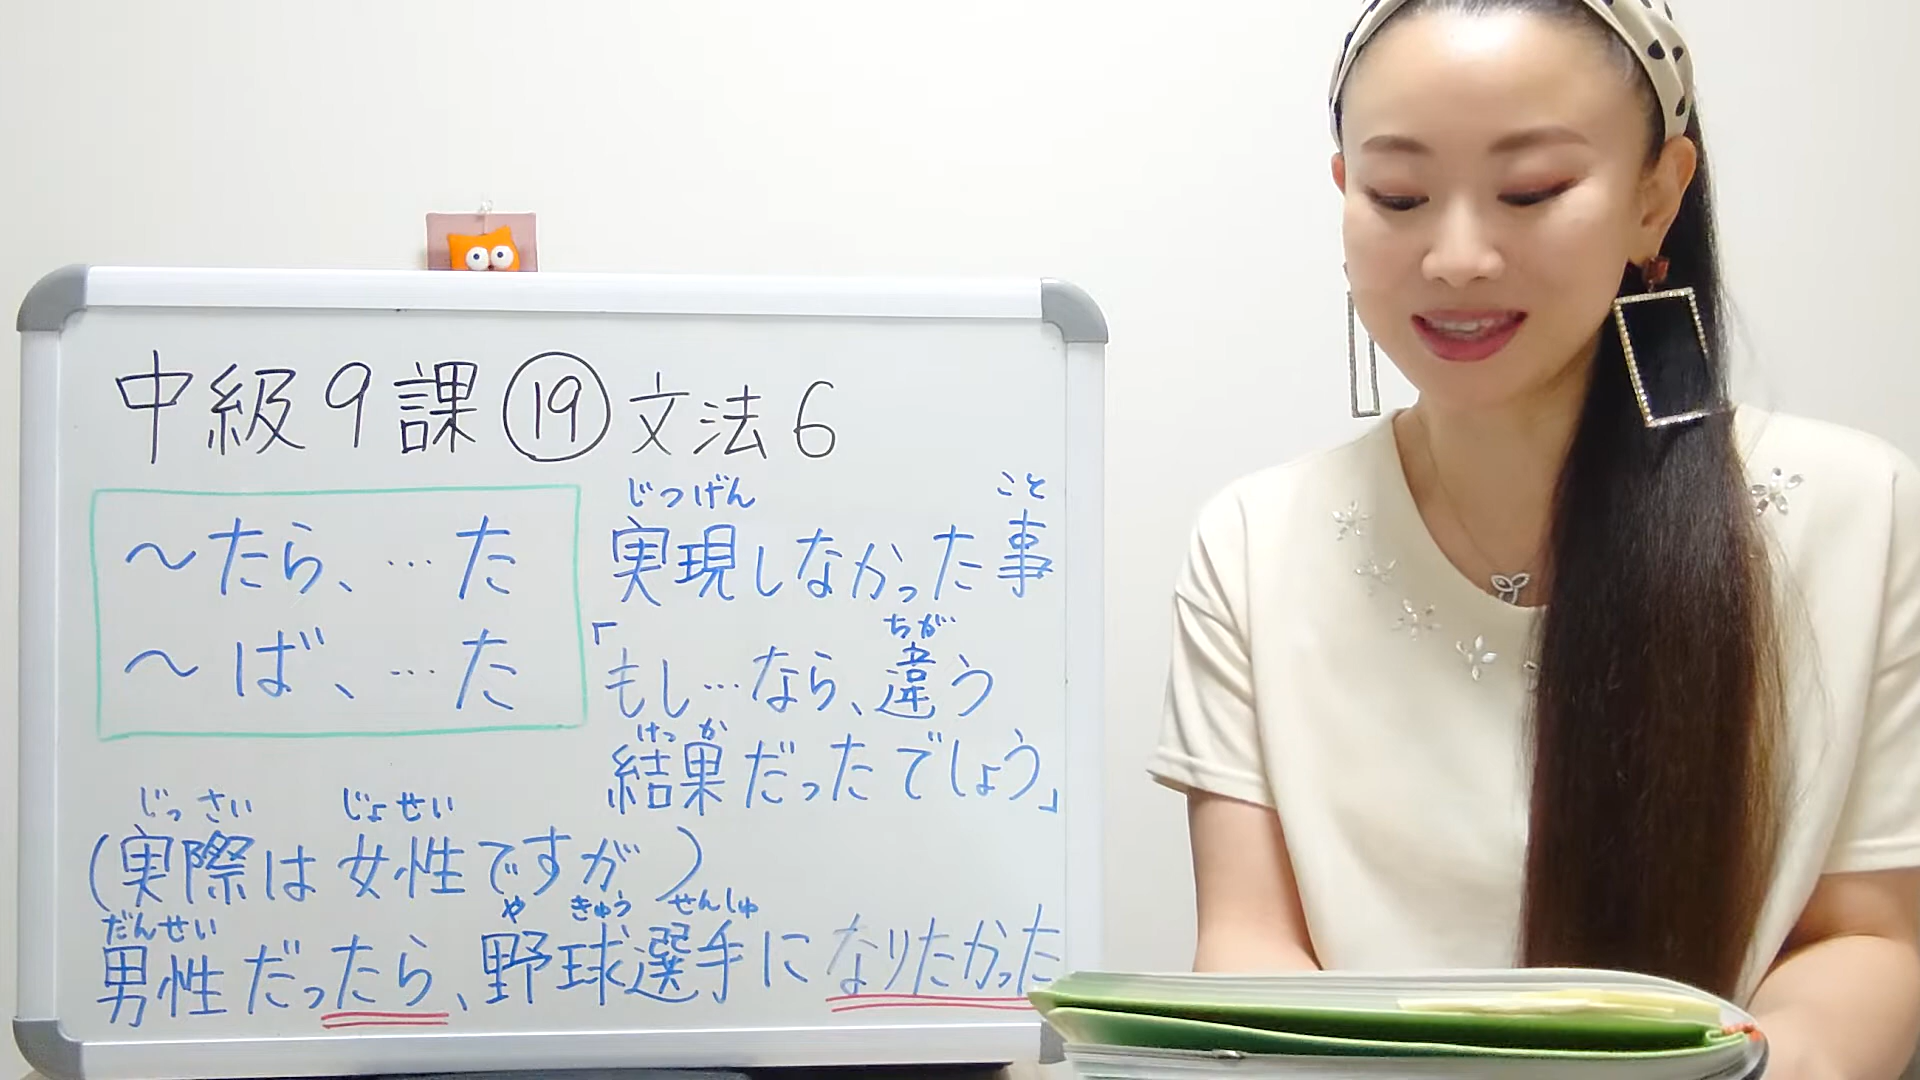 中級9課⑲文法6
～たら、…た
～ば、…た
じつげん こと
実現しなかった事
ちが
「もし…なら、違う
けっか
結果だったでしょう」
じっさい じょせい
(実際は女性ですが)
だんせい やきゅう せんしゅ
男性だったら、野球選手になりたかった